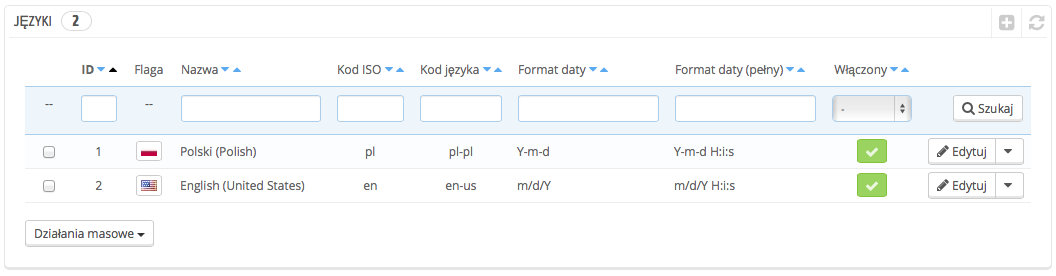 JĘZYKI 2
ID Flaga Nazwa Kod ISO Kod języka Format daty Format daty (pełny) Włączony
-- -- - Szukaj
1 Polski (Polish) pl pl-pl Y-m-d Y-m-d H:i:s Edytuj
2 English (United States) en en-us m/d/Y m/d/Y H:i:s Edytuj
Działania masowe